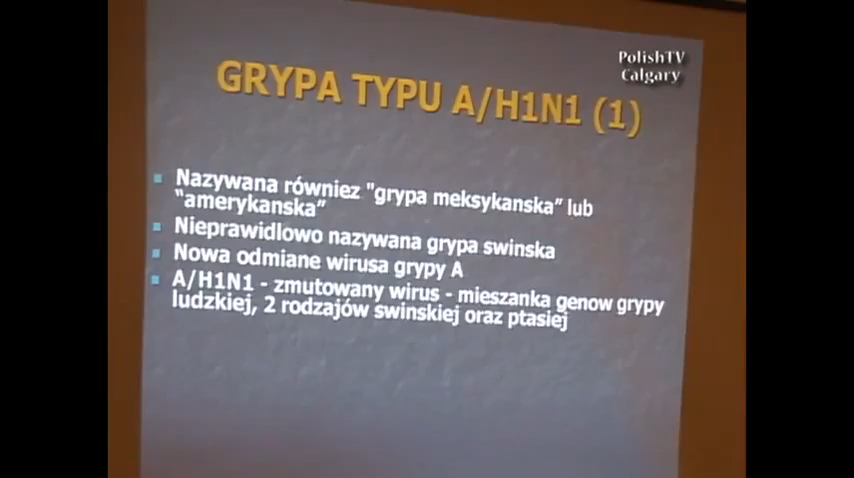 PolishTV
Calgary
GRYPA TYPU A/H1N1 (1)
Nazywana równiez "grypa meksykanska" lub
"amerykanska"
Nieprawidlowo nazywana grypa swinska
Nowa odmiane wirusa grypy A
A/H1N1 - zmutowany wirus - mieszanka genow grypy
ludzkiej, 2 rodzajów swinskiej oraz ptasiej